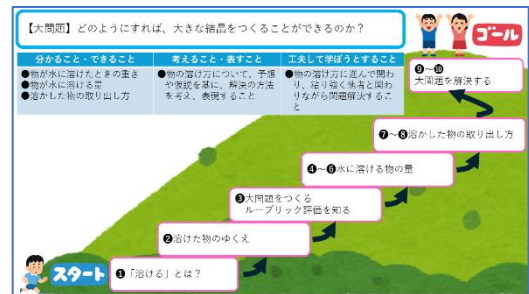 【大問題】どのようにすれば、大きな結晶をつくることができるのか？
ゴール
分かること・できること
●物が水に溶けたときの重さ
●物が水に溶ける量
●溶かした物の取り出し方
考えること・表すこと
●物の溶け方について、予想
や仮説を基に、解決の方法
を考え、表現すること
工夫して学ぼうとすること
●物の溶け方に進んで関わ
り、粘り強く他者と関わ
りながら問題解決するこ
と
❾～❿
大問題を解決する
❼～❽溶かした物の取り出し方
❹～❻水に溶ける物の量
❸大問題をつくる
ルーブリック評価を知る
❷溶けた物のゆくえ
スタート
❶「溶ける」とは？